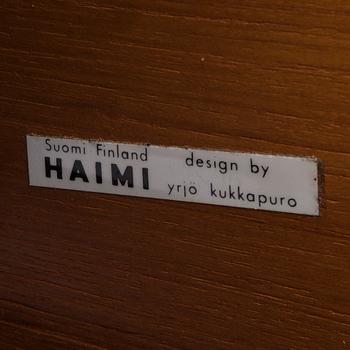 Suomi Finland
HAIMI
design by
yrjö kukkapuro